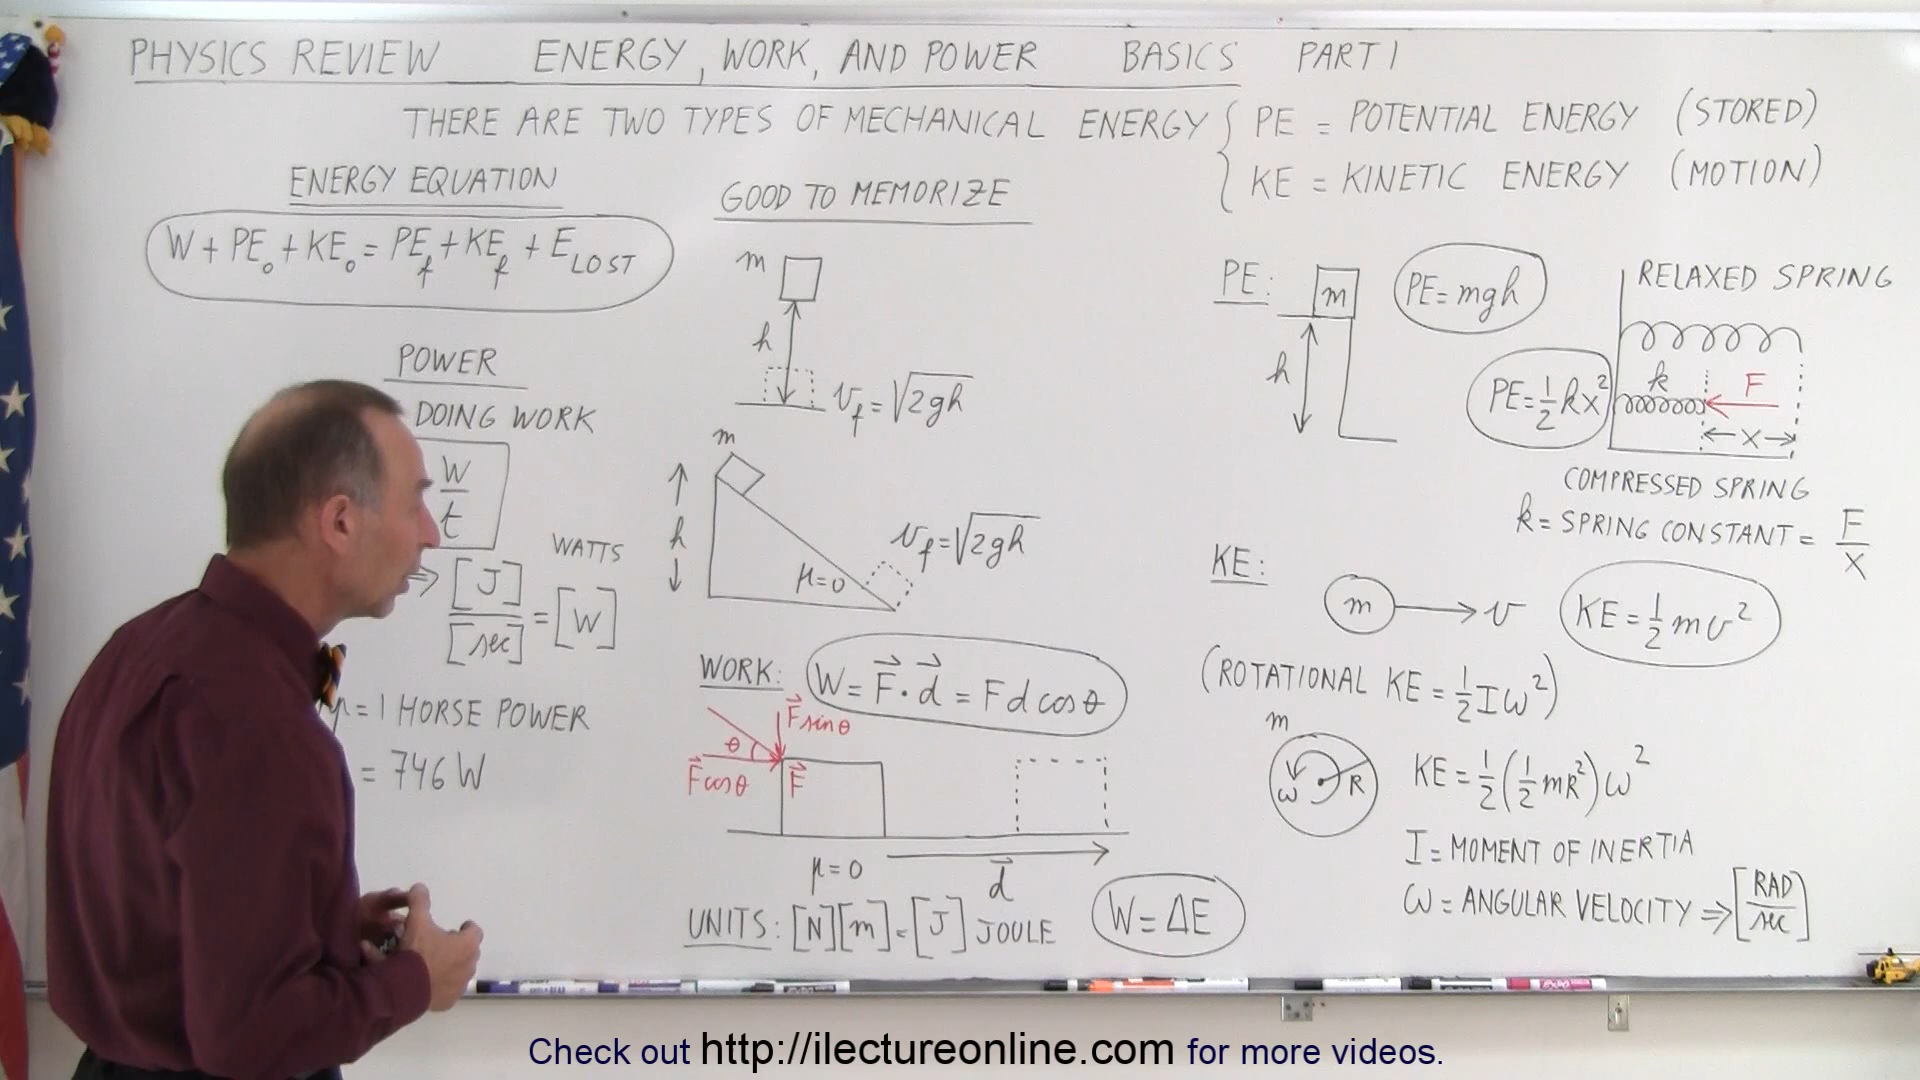 PHYSICS REVIEW ENERGY, WORK, AND POWER BASICS PART 1
THERE ARE TWO TYPES OF MECHANICAL ENERGY { PE = POTENTIAL ENERGY (STORED)
KE = KINETIC ENERGY (MOTION)
ENERGY EQUATION
W + PE₀ + KE₀ = PE_f + KE_f + E_LOST
POWER
DOING WORK
W/t
WATTS
⇒ [J]/[sec] = [W]
= 1 HORSE POWER
= 746 W
GOOD TO MEMORIZE
m
h
v_f = √2gh
m
h
μ=0
v_f = √2gh
WORK: W = F⃗ · d⃗ = Fd cos θ
F⃗ sin θ
θ
F⃗ cos θ
F⃗
μ=0
d⃗
UNITS: [N][m] = [J] JOULE
W = ΔE
PE:
m
PE = mgh
h
RELAXED SPRING
PE = ½kx²
k
F
x
COMPRESSED SPRING
k = SPRING CONSTANT = F/x
KE:
m → v
KE = ½mv²
(ROTATIONAL KE = ½Iω²)
m
ω
R
KE = ½(½mR²)ω²
I = MOMENT OF INERTIA
ω = ANGULAR VELOCITY ⇒ [RAD/sec]
Check out http://ilectureonline.com for more videos.